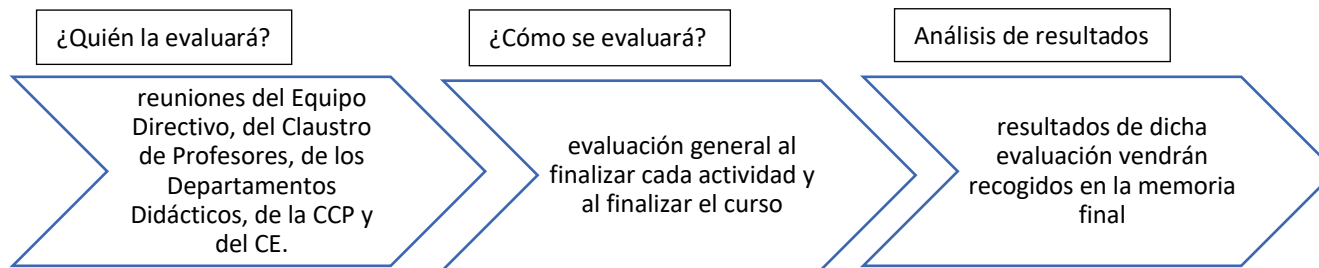 ¿Quién la evaluará?
reuniones del Equipo
Directivo, del Claustro
de Profesores, de los
Departamentos
Didácticos, de la CCP y
del CE.
¿Cómo se evaluará?
evaluación general al
finalizar cada actividad y
al finalizar el curso
Análisis de resultados
resultados de dicha
evaluación vendrán
recogidos en la memoria
final